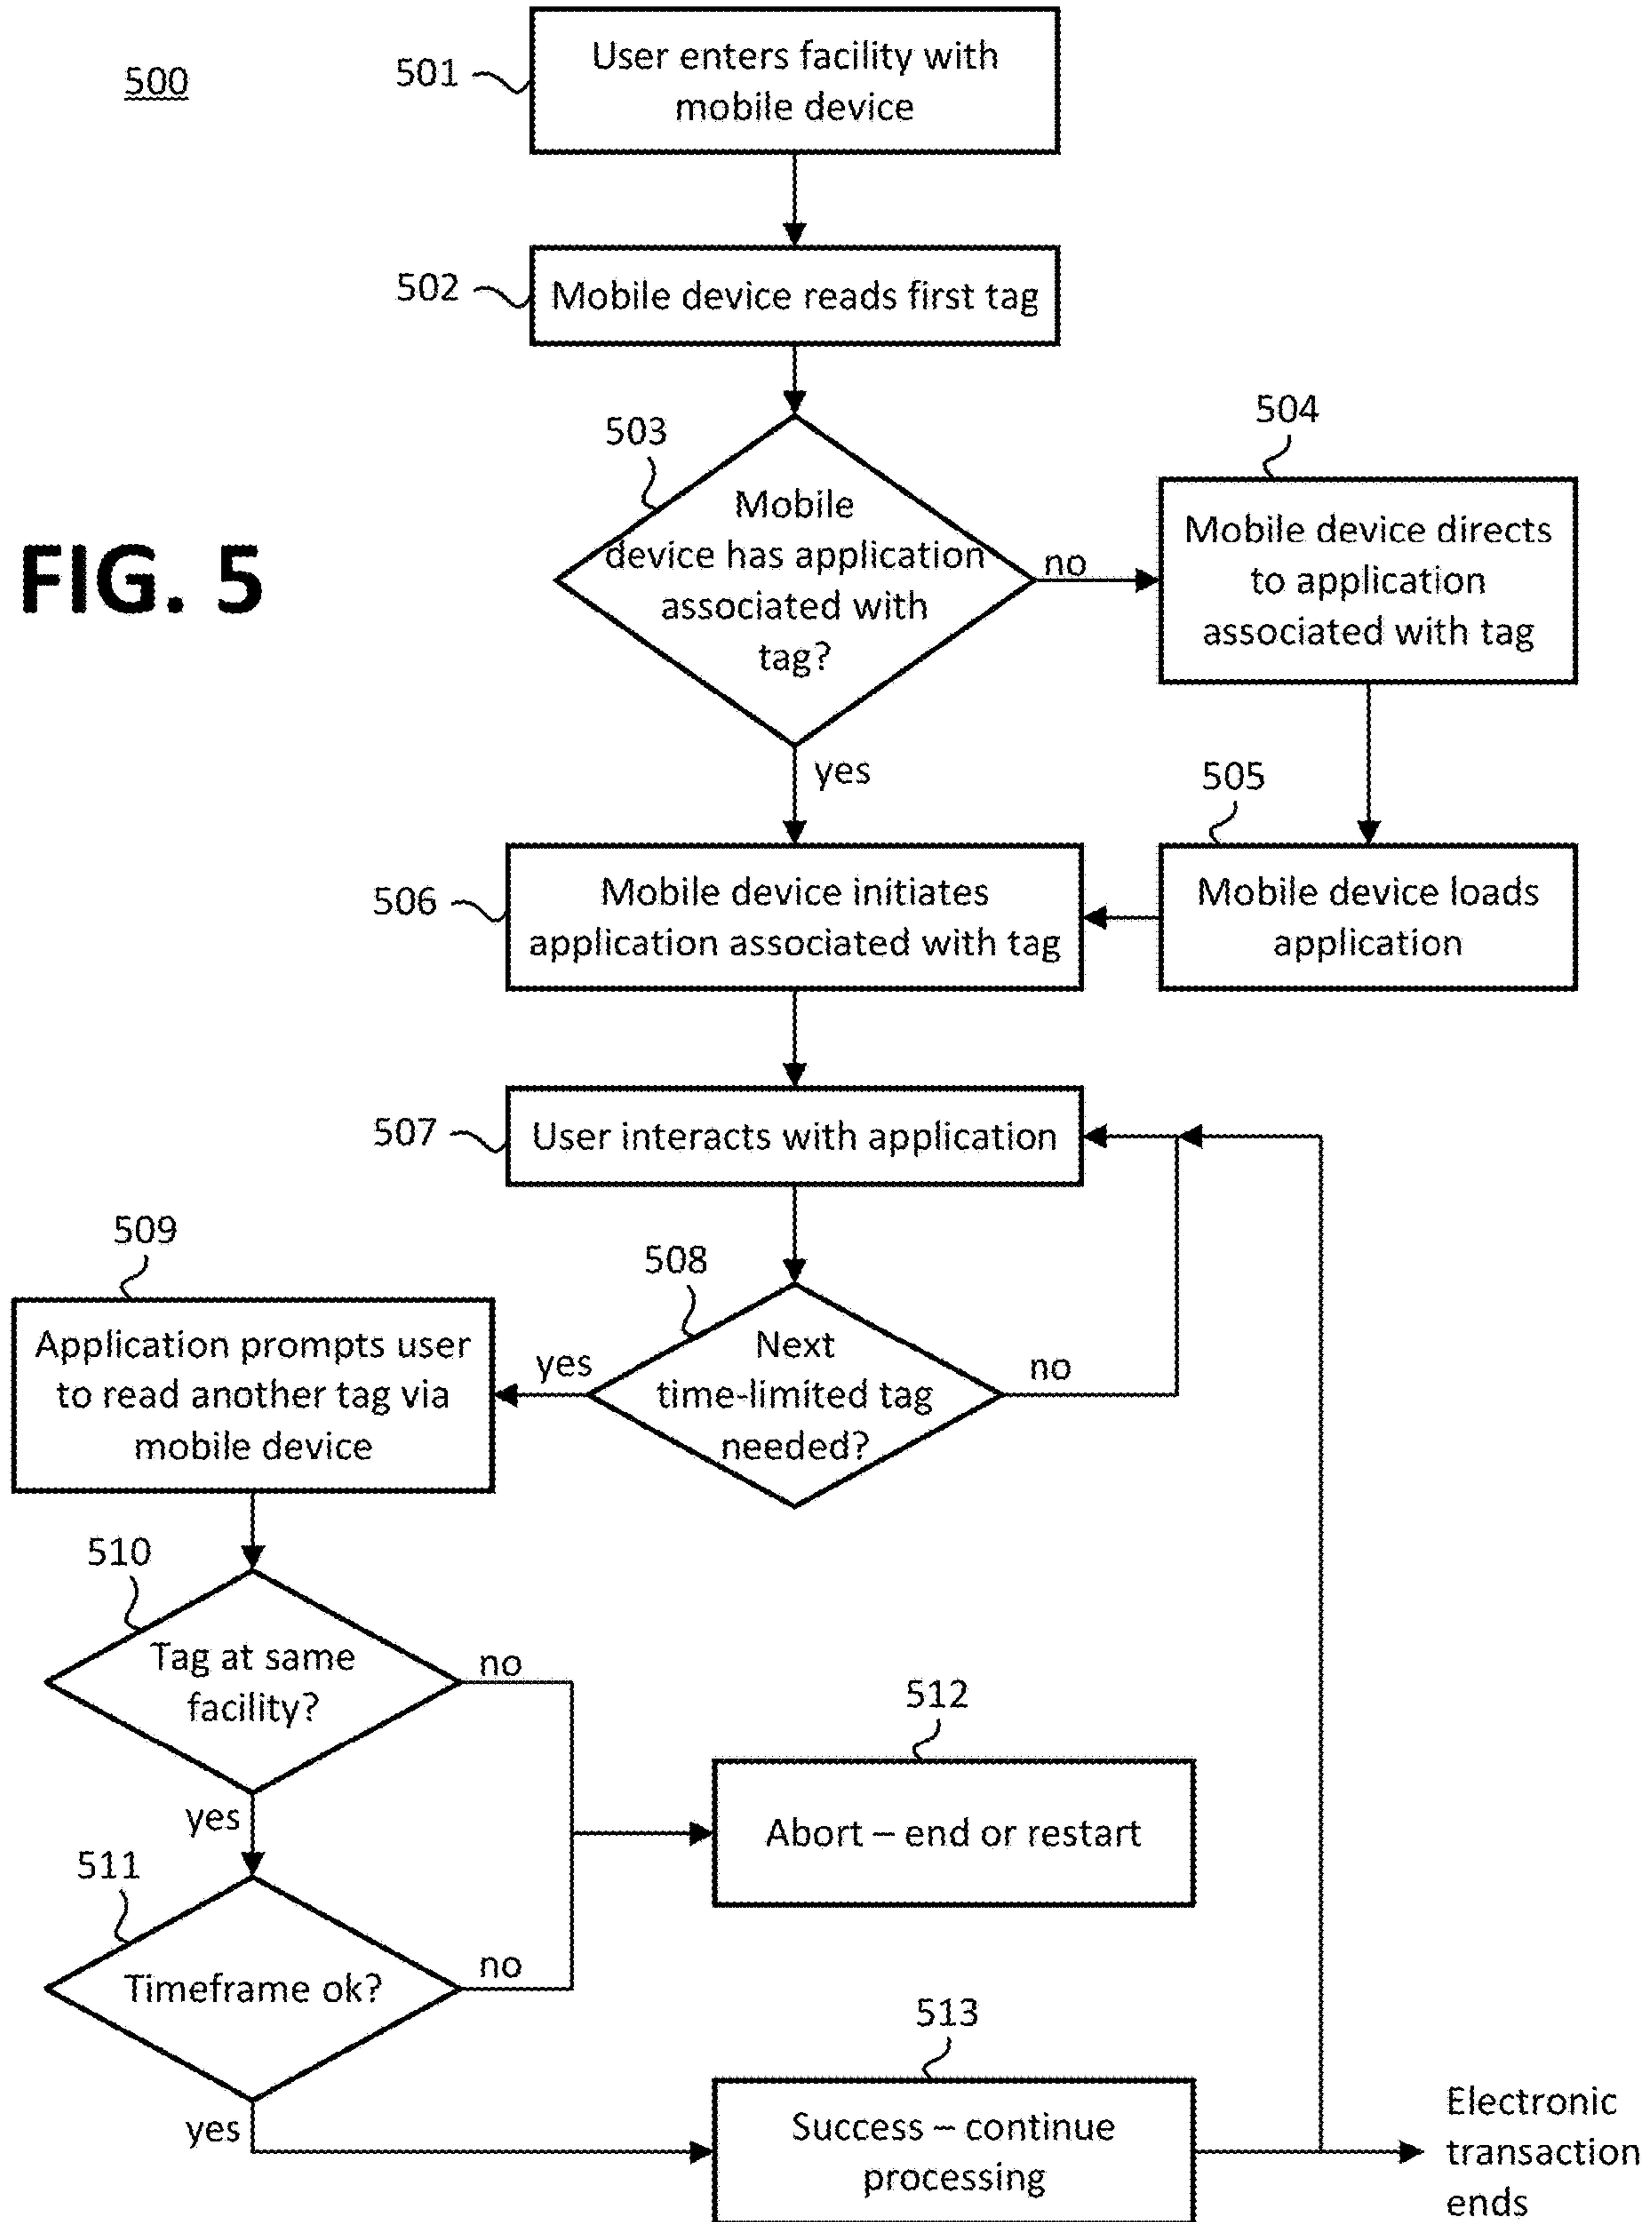 500
501
User enters facility with
mobile device
502
Mobile device reads first tag
503
Mobile
device has application
associated with
tag?
no
yes
504
Mobile device directs
to application
associated with tag
FIG. 5
505
Mobile device loads
application
506
Mobile device initiates
application associated with tag
507
User interacts with application
508
Next
time-limited tag
needed?
yes
no
509
Application prompts user
to read another tag via
mobile device
510
Tag at same
facility?
no
yes
511
Timeframe ok?
no
yes
512
Abort – end or restart
513
Success – continue
processing
Electronic
transaction
ends